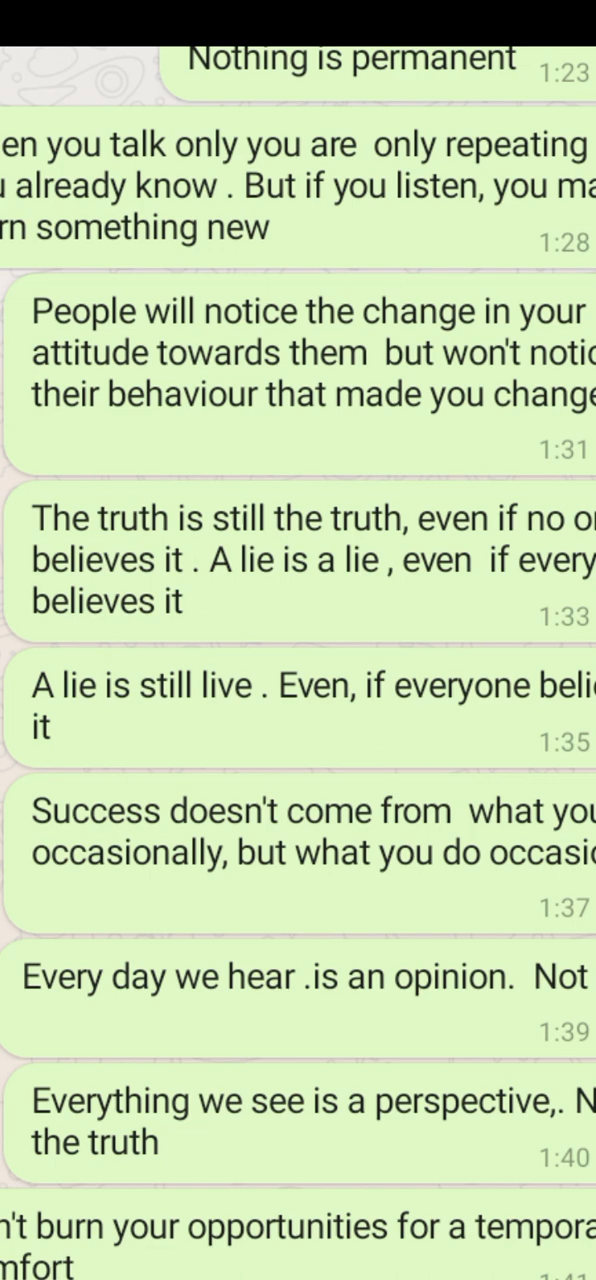 Nothing is permanent 1:23
en you talk only you are only repeating
already know . But if you listen, you ma
rn something new 1:28
People will notice the change in your
attitude towards them but won't notic
their behaviour that made you change
1:31
The truth is still the truth, even if no o
believes it . A lie is a lie , even if every
believes it 1:33
A lie is still live . Even, if everyone beli
it 1:35
Success doesn't come from what you
occasionally, but what you do occasio
1:37
Every day we hear .is an opinion. Not
1:39
Everything we see is a perspective,. N
the truth 1:40
n't burn your opportunities for a tempora
mfort 1:41